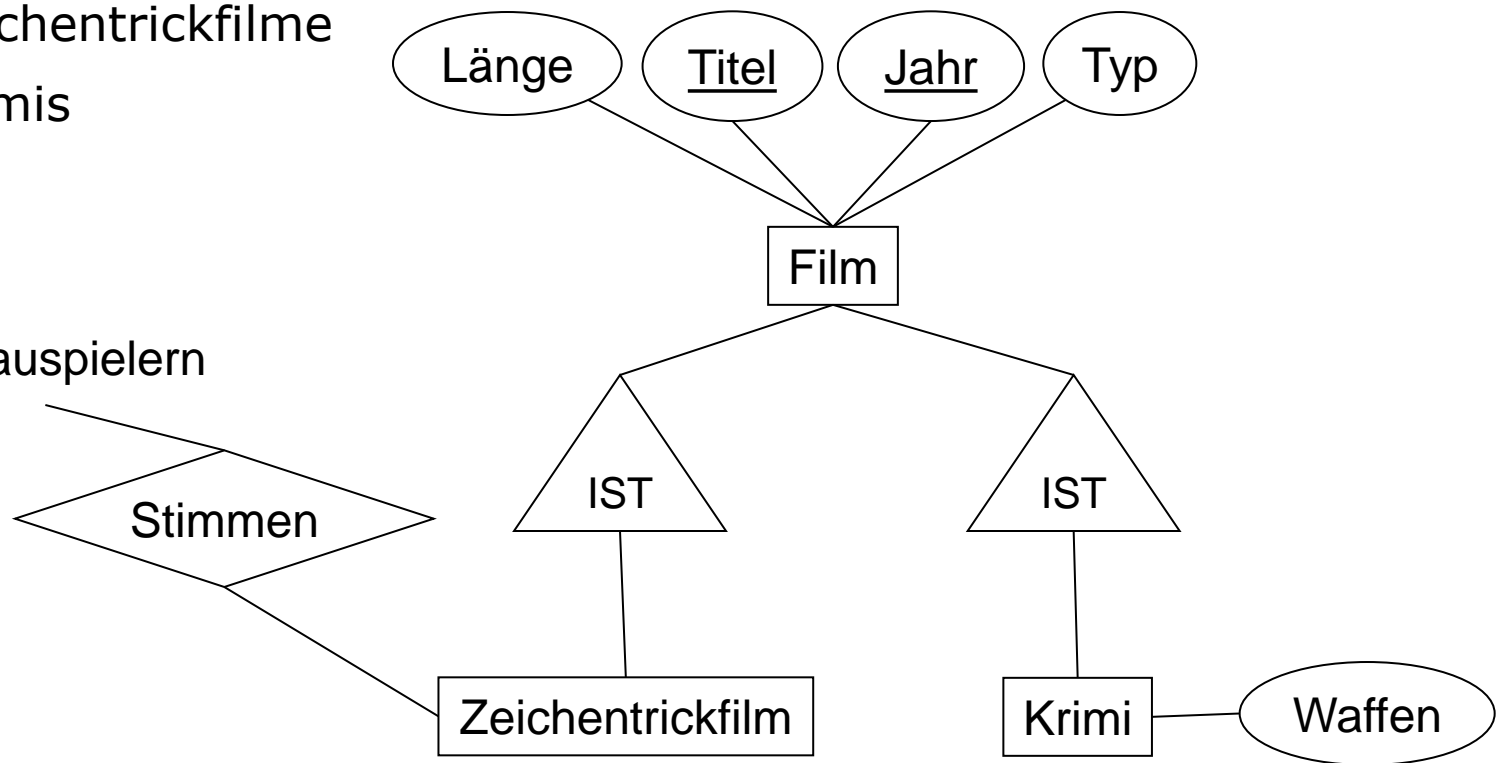 chentrickfilme
mis
Länge Titel Jahr Typ
Film
auspielern
IST IST
Stimmen
Zeichentrickfilm Krimi Waffen